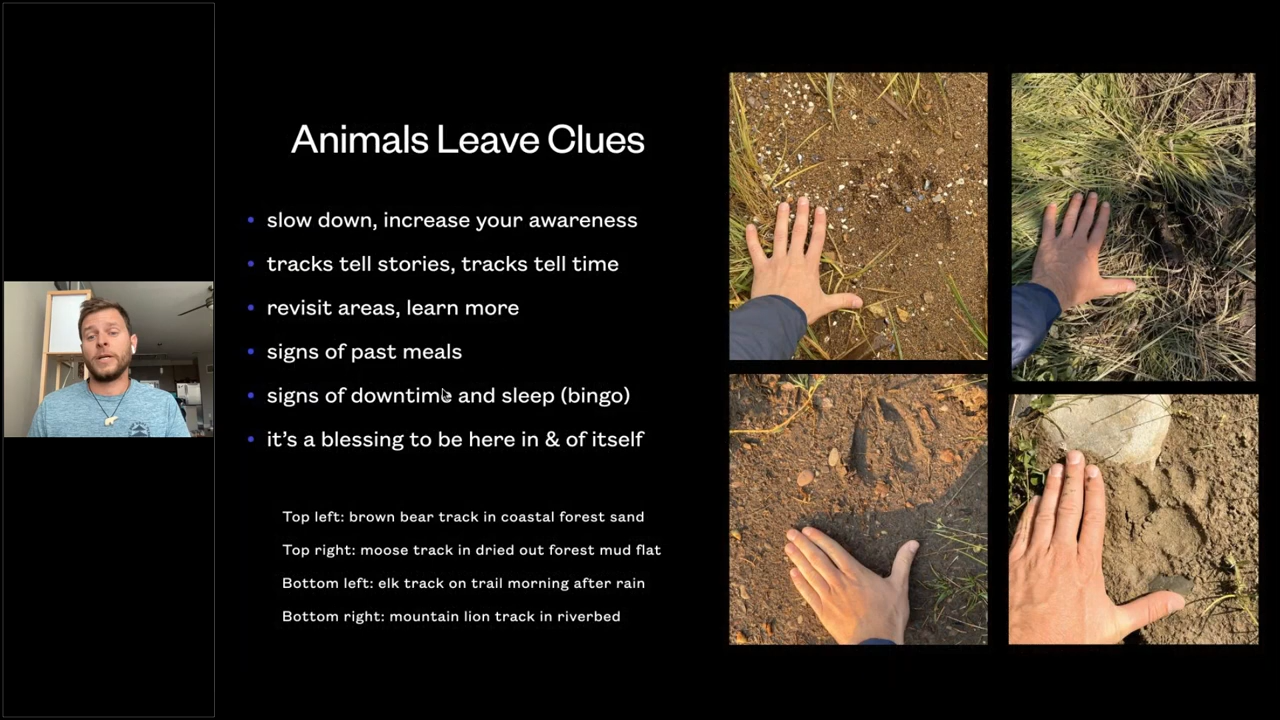 Animals Leave Clues
slow down, increase your awareness
tracks tell stories, tracks tell time
revisit areas, learn more
signs of past meals
signs of downtime and sleep (bingo)
it's a blessing to be here in & of itself
Top left: brown bear track in coastal forest sand
Top right: moose track in dried out forest mud flat
Bottom left: elk track on trail morning after rain
Bottom right: mountain lion track in riverbed